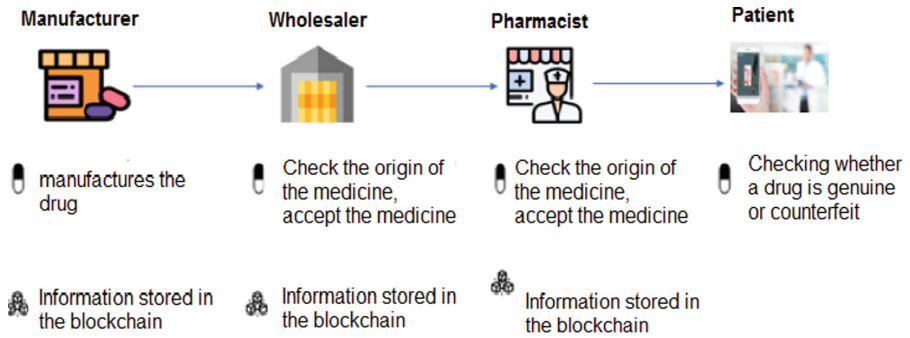 Manufacturer
Wholesaler
Pharmacist
Patient
manufactures the
drug
Check the origin of
the medicine,
accept the medicine
Check the origin of
the medicine,
accept the medicine
Checking whether
a drug is genuine
or counterfeit
Information stored in
the blockchain
Information stored in
the blockchain
Information stored in
the blockchain